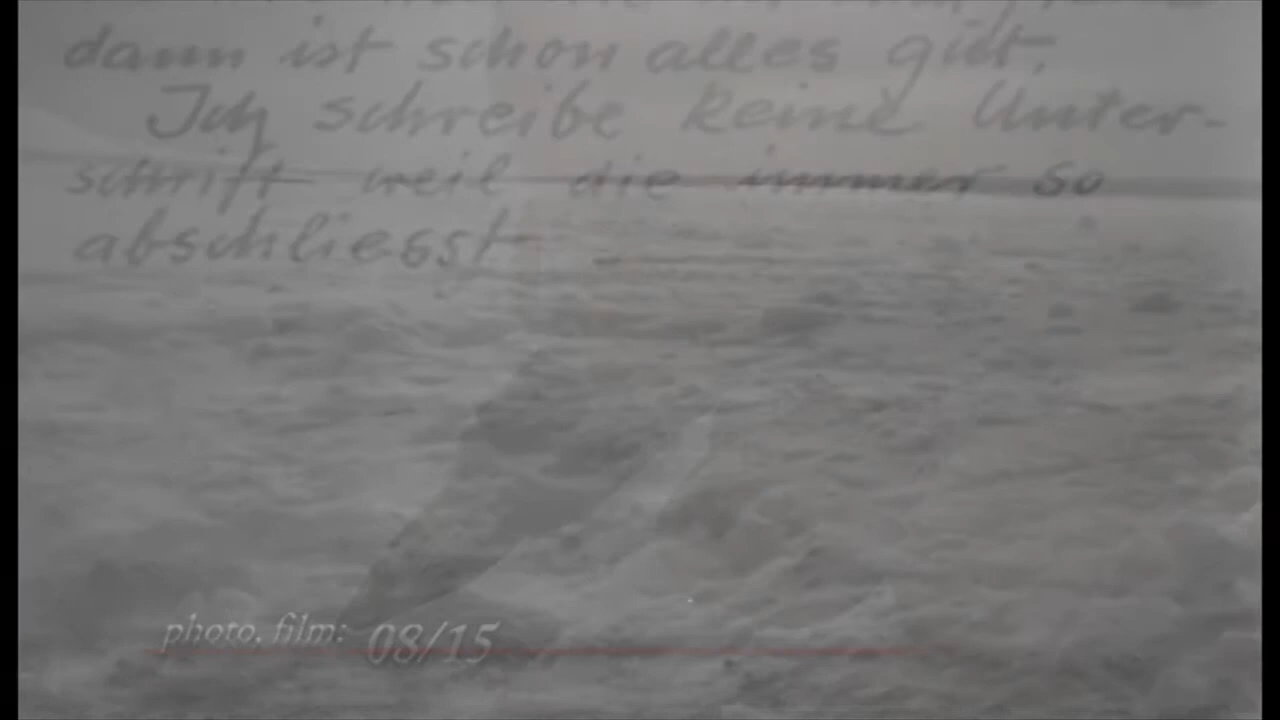 dann ist schon alles gut.
Ich schreibe keine Unter-
schrift weil die immer so
abschliesst
photo, film: 08/15